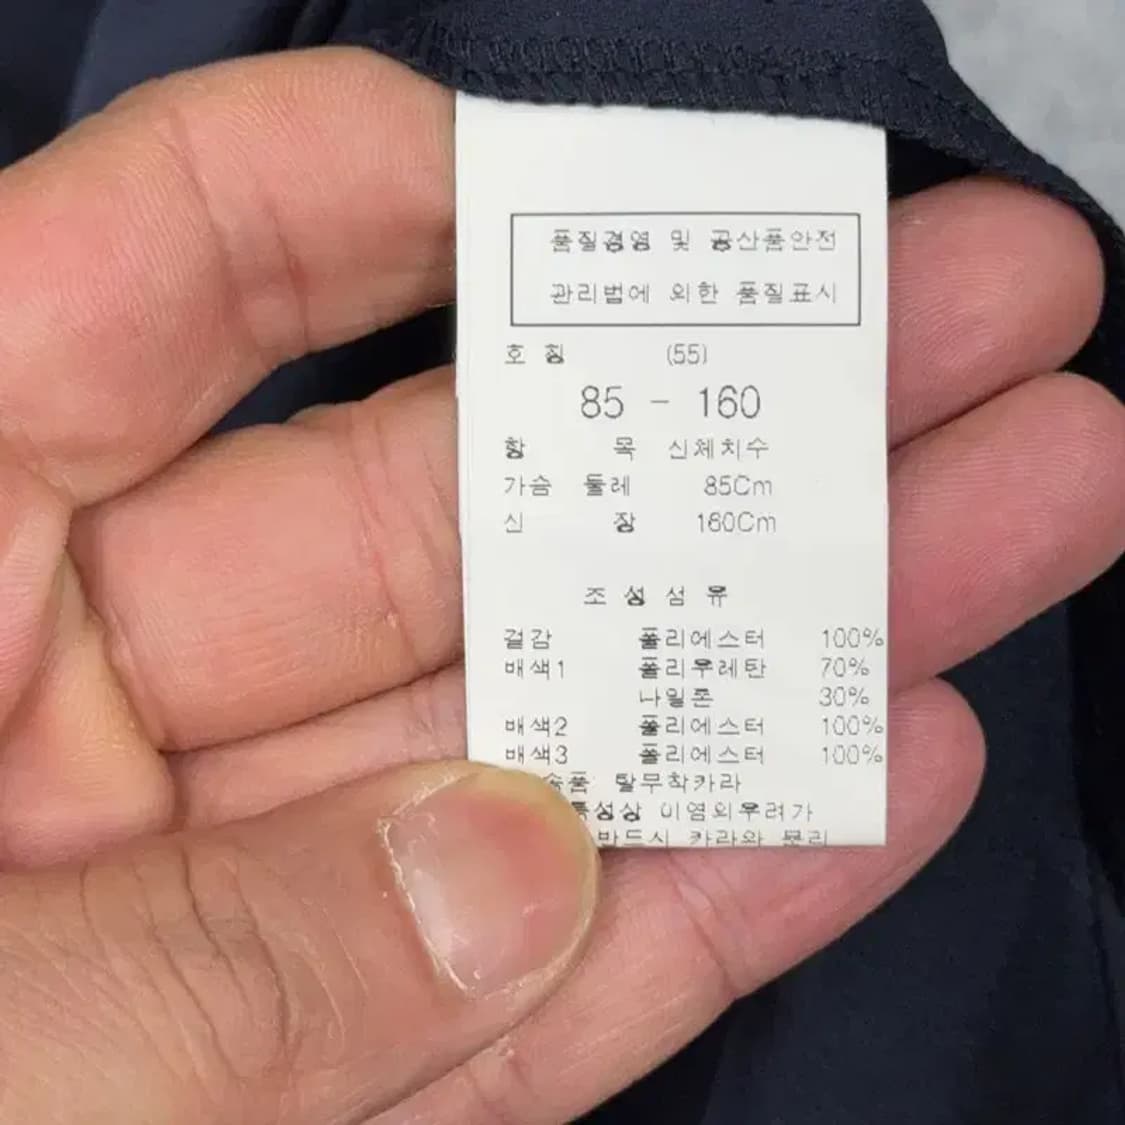 품질경영 및 공산품안전
관리법에 의한 품질표시
호 칭 (55)
85 - 160
항 목 신체치수
가슴 둘레 85Cm
신 장 160Cm
조 성 섬 유
겉감 폴리에스터 100%
배색1 폴리우레탄 70%
나일론 30%
배색2 폴리에스터 100%
배색3 폴리에스터 100%
탈부착카라
특성상 이염의우려가
반드시 카라와 분리